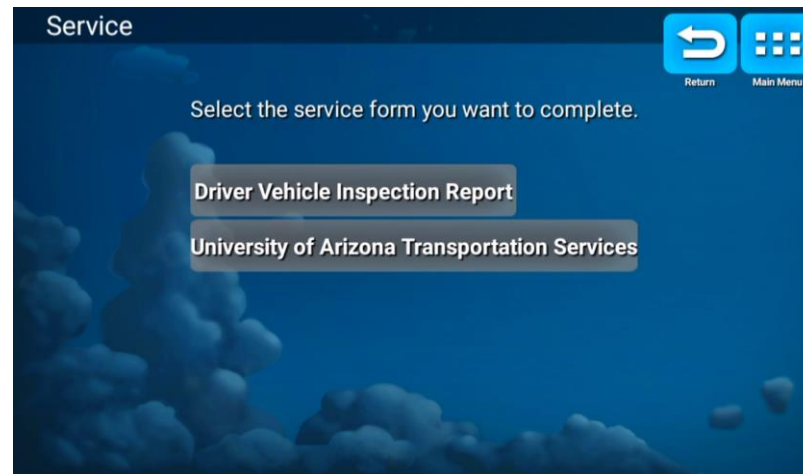 Service
Return
Main Menu
Select the service form you want to complete.
Driver Vehicle Inspection Report
University of Arizona Transportation Services